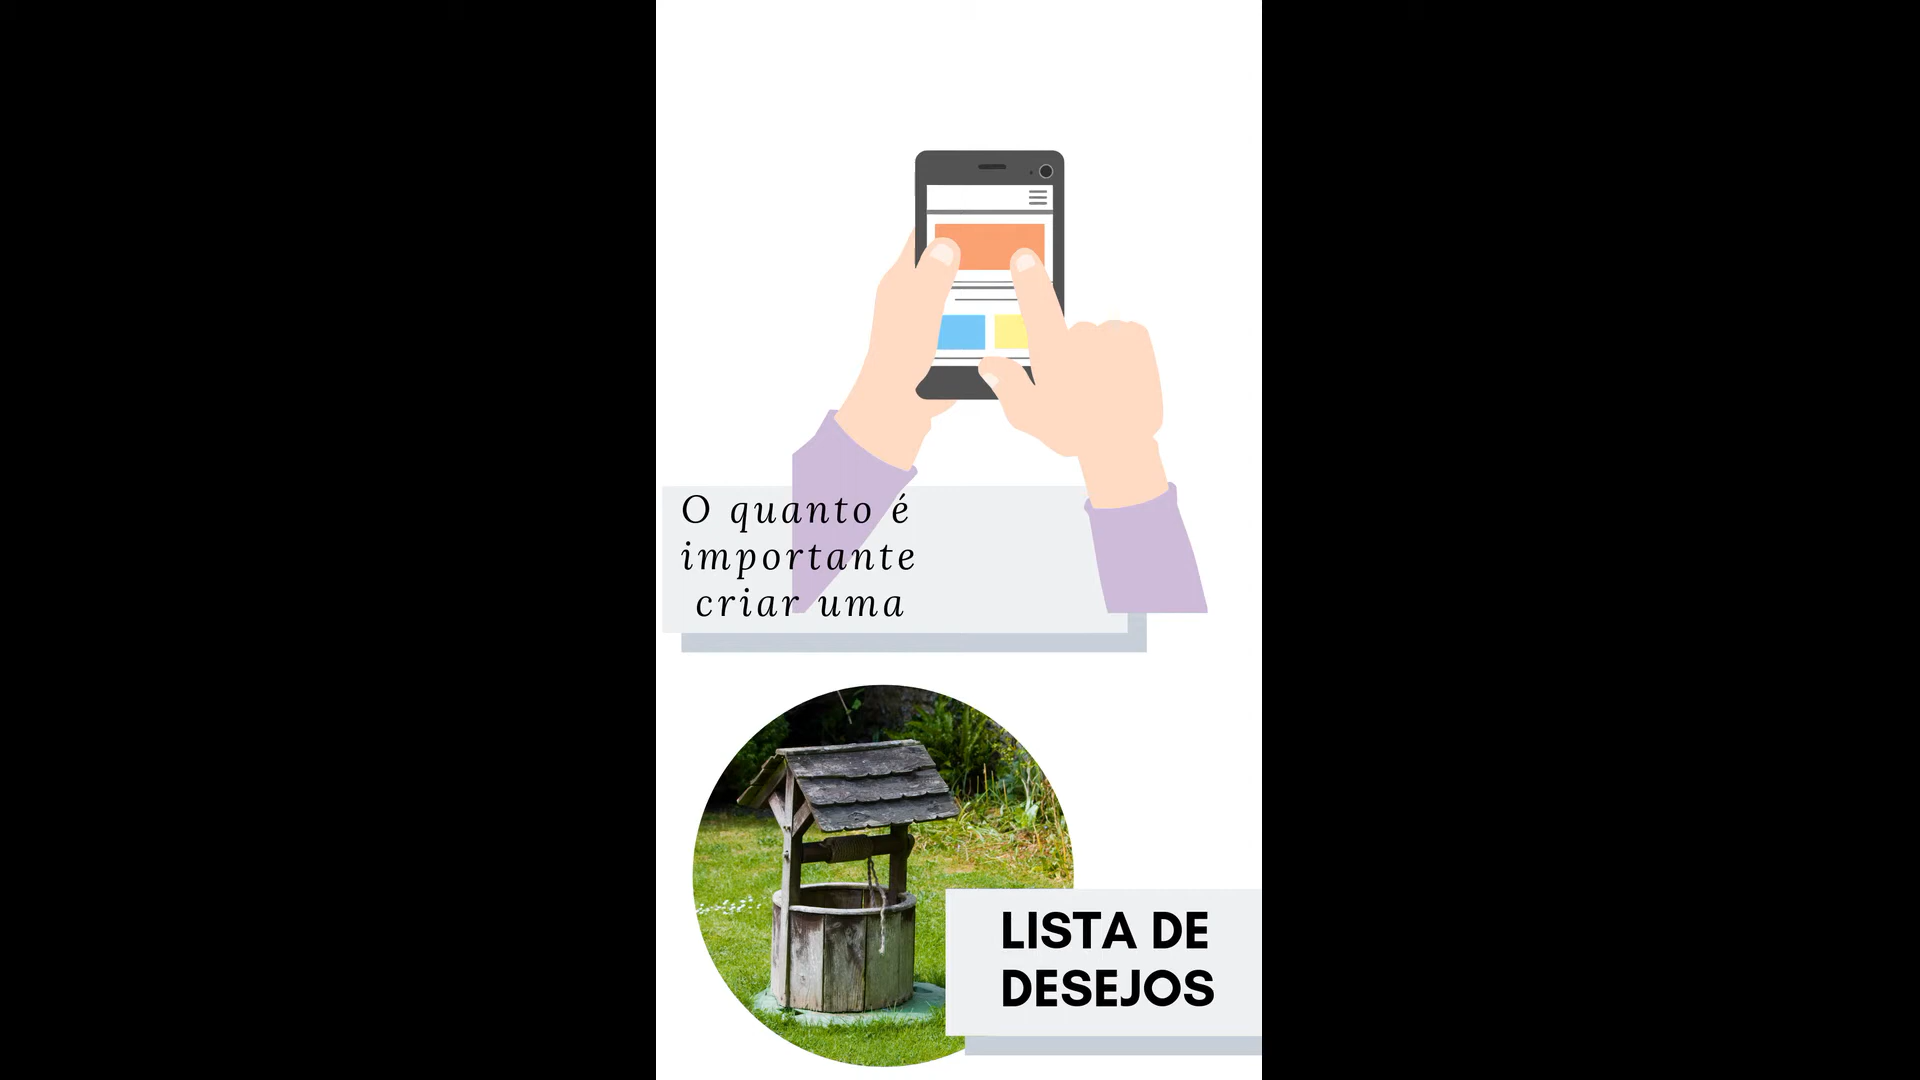 O quanto é
importante
criar uma
LISTA DE
DESEJOS